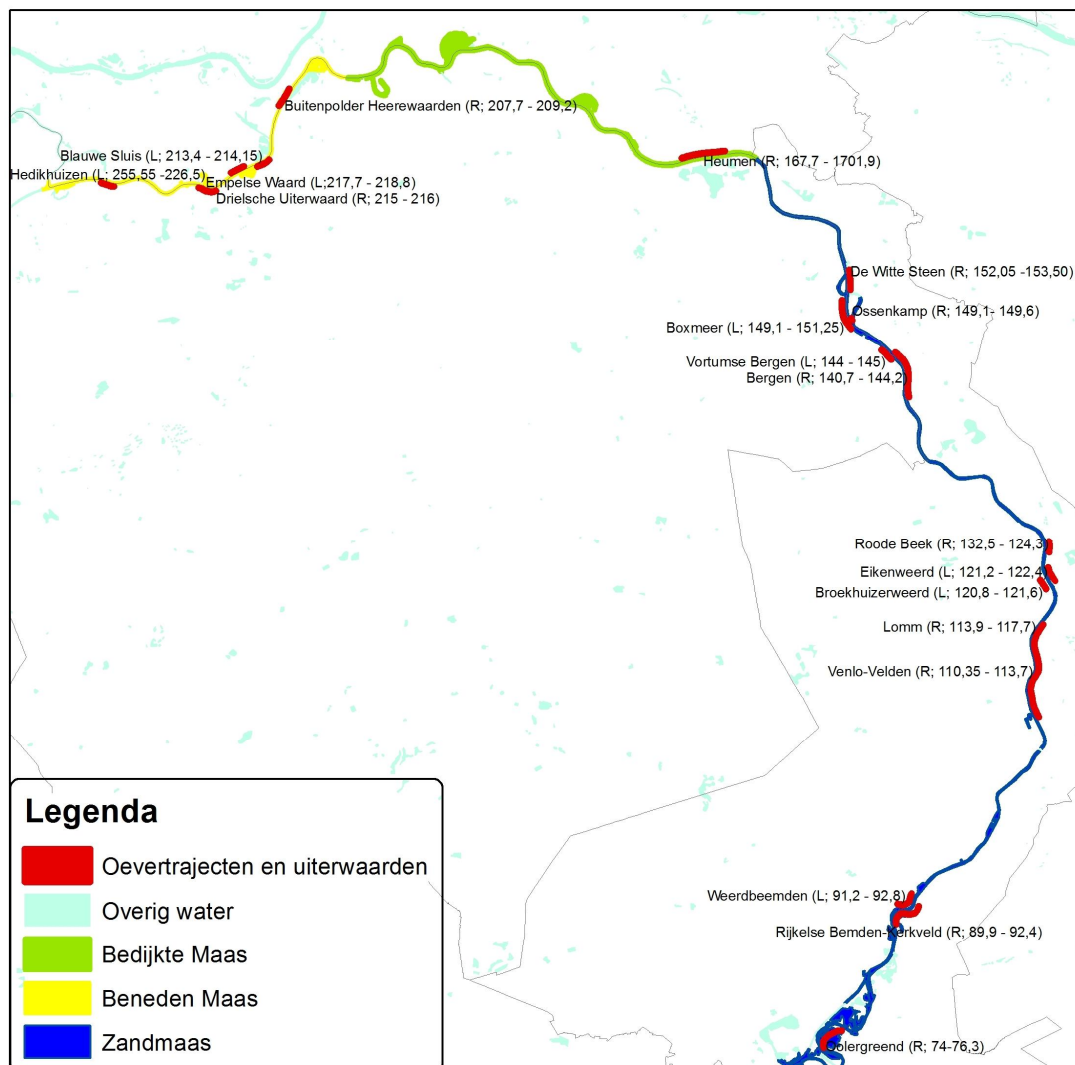 Buitenpolder Heerewaarden (R; 207,7 - 209,2)
Blauwe Sluis (L; 213,4 - 214,15)
Heumen (R; 167,7 - 1701,9)
Hedikhuizen (L; 255,55 -226,5)
Empelse Waard (L;217,7 - 218,8)
Drielsche Uiterwaard (R; 215 - 216)
De Witte Steen (R; 152,05 -153,50)
Ossenkamp (R; 149,1- 149,6)
Boxmeer (L; 149,1 - 151,25)
Vortumse Bergen (L; 144 - 145)
Bergen (R; 140,7 - 144,2)
Roode Beek (R; 132,5 - 124,3)
Eikenweerd (L; 121,2 - 122,4)
Broekhuizerweerd (L; 120,8 - 121,6)
Lomm (R; 113,9 - 117,7)
Venlo-Velden (R; 110,35 - 113,7)
Weerdbeemden (L; 91,2 - 92,8)
Rijkelse Bemden-Kerkveld (R; 89,9 - 92,4)
Oolergreend (R; 74-76,3)
Legenda
Oevertrajecten en uiterwaarden
Overig water
Bedijkte Maas
Beneden Maas
Zandmaas